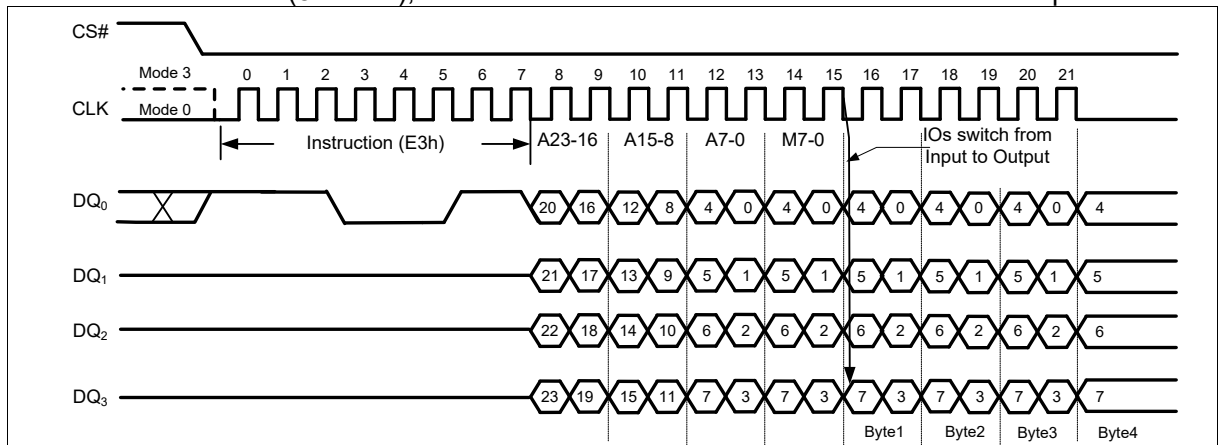 CS#
Mode 3
0 1 2 3 4 5 6 7 8 9 10 11 12 13 14 15 16 17 18 19 20 21
CLK
Mode 0
Instruction (E3h) A23-16 A15-8 A7-0 M7-0 IOs switch from
Input to Output
DQ0 20 16 12 8 4 0 4 0 4 0 4 0 4 0 4
DQ1 21 17 13 9 5 1 5 1 5 1 5 1 5 1 5
DQ2 22 18 14 10 6 2 6 2 6 2 6 2 6 2 6
DQ3 23 19 15 11 7 3 7 3 7 3 7 3 7 3 7
Byte1 Byte2 Byte3 Byte4